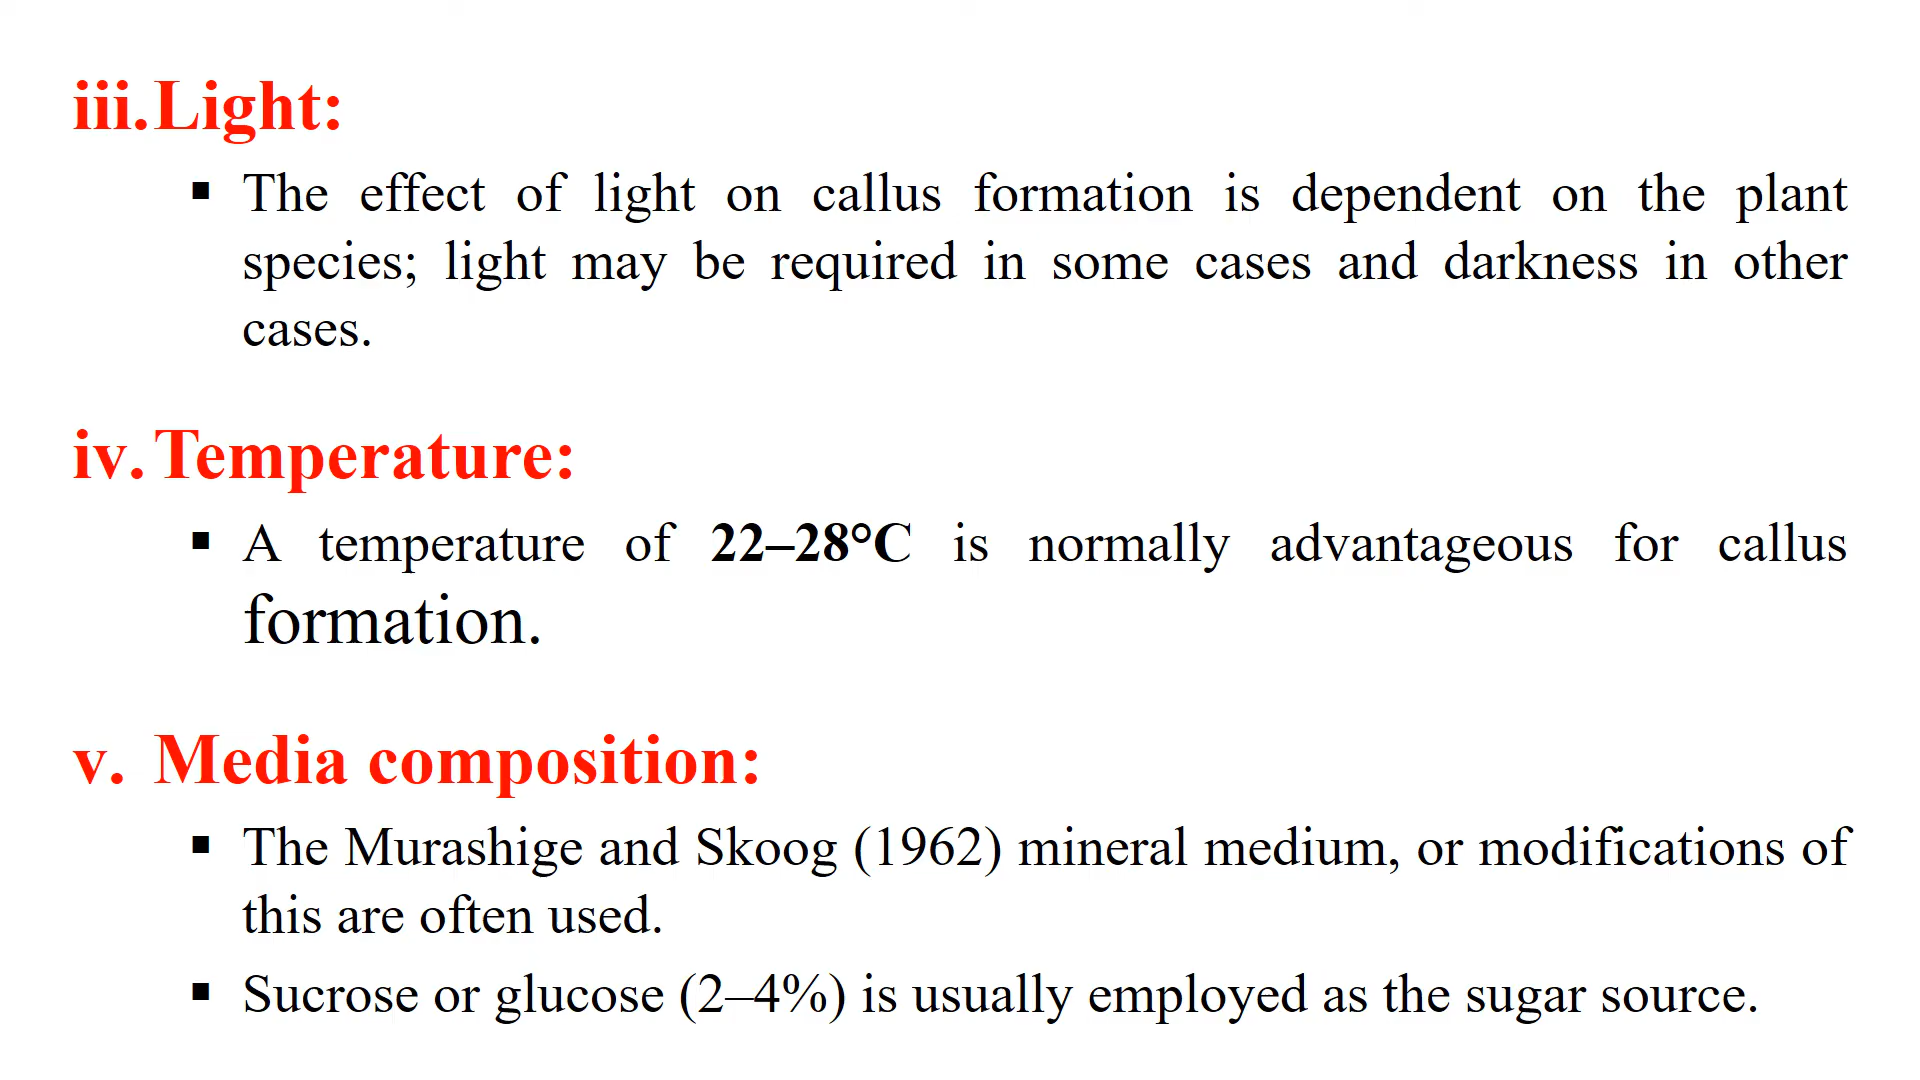 iii. Light:
▪ The effect of light on callus formation is dependent on the plant
species; light may be required in some cases and darkness in other
cases.
iv. Temperature:
▪ A temperature of 22–28°C is normally advantageous for callus
formation.
v. Media composition:
▪ The Murashige and Skoog (1962) mineral medium, or modifications of
this are often used.
▪ Sucrose or glucose (2–4%) is usually employed as the sugar source.